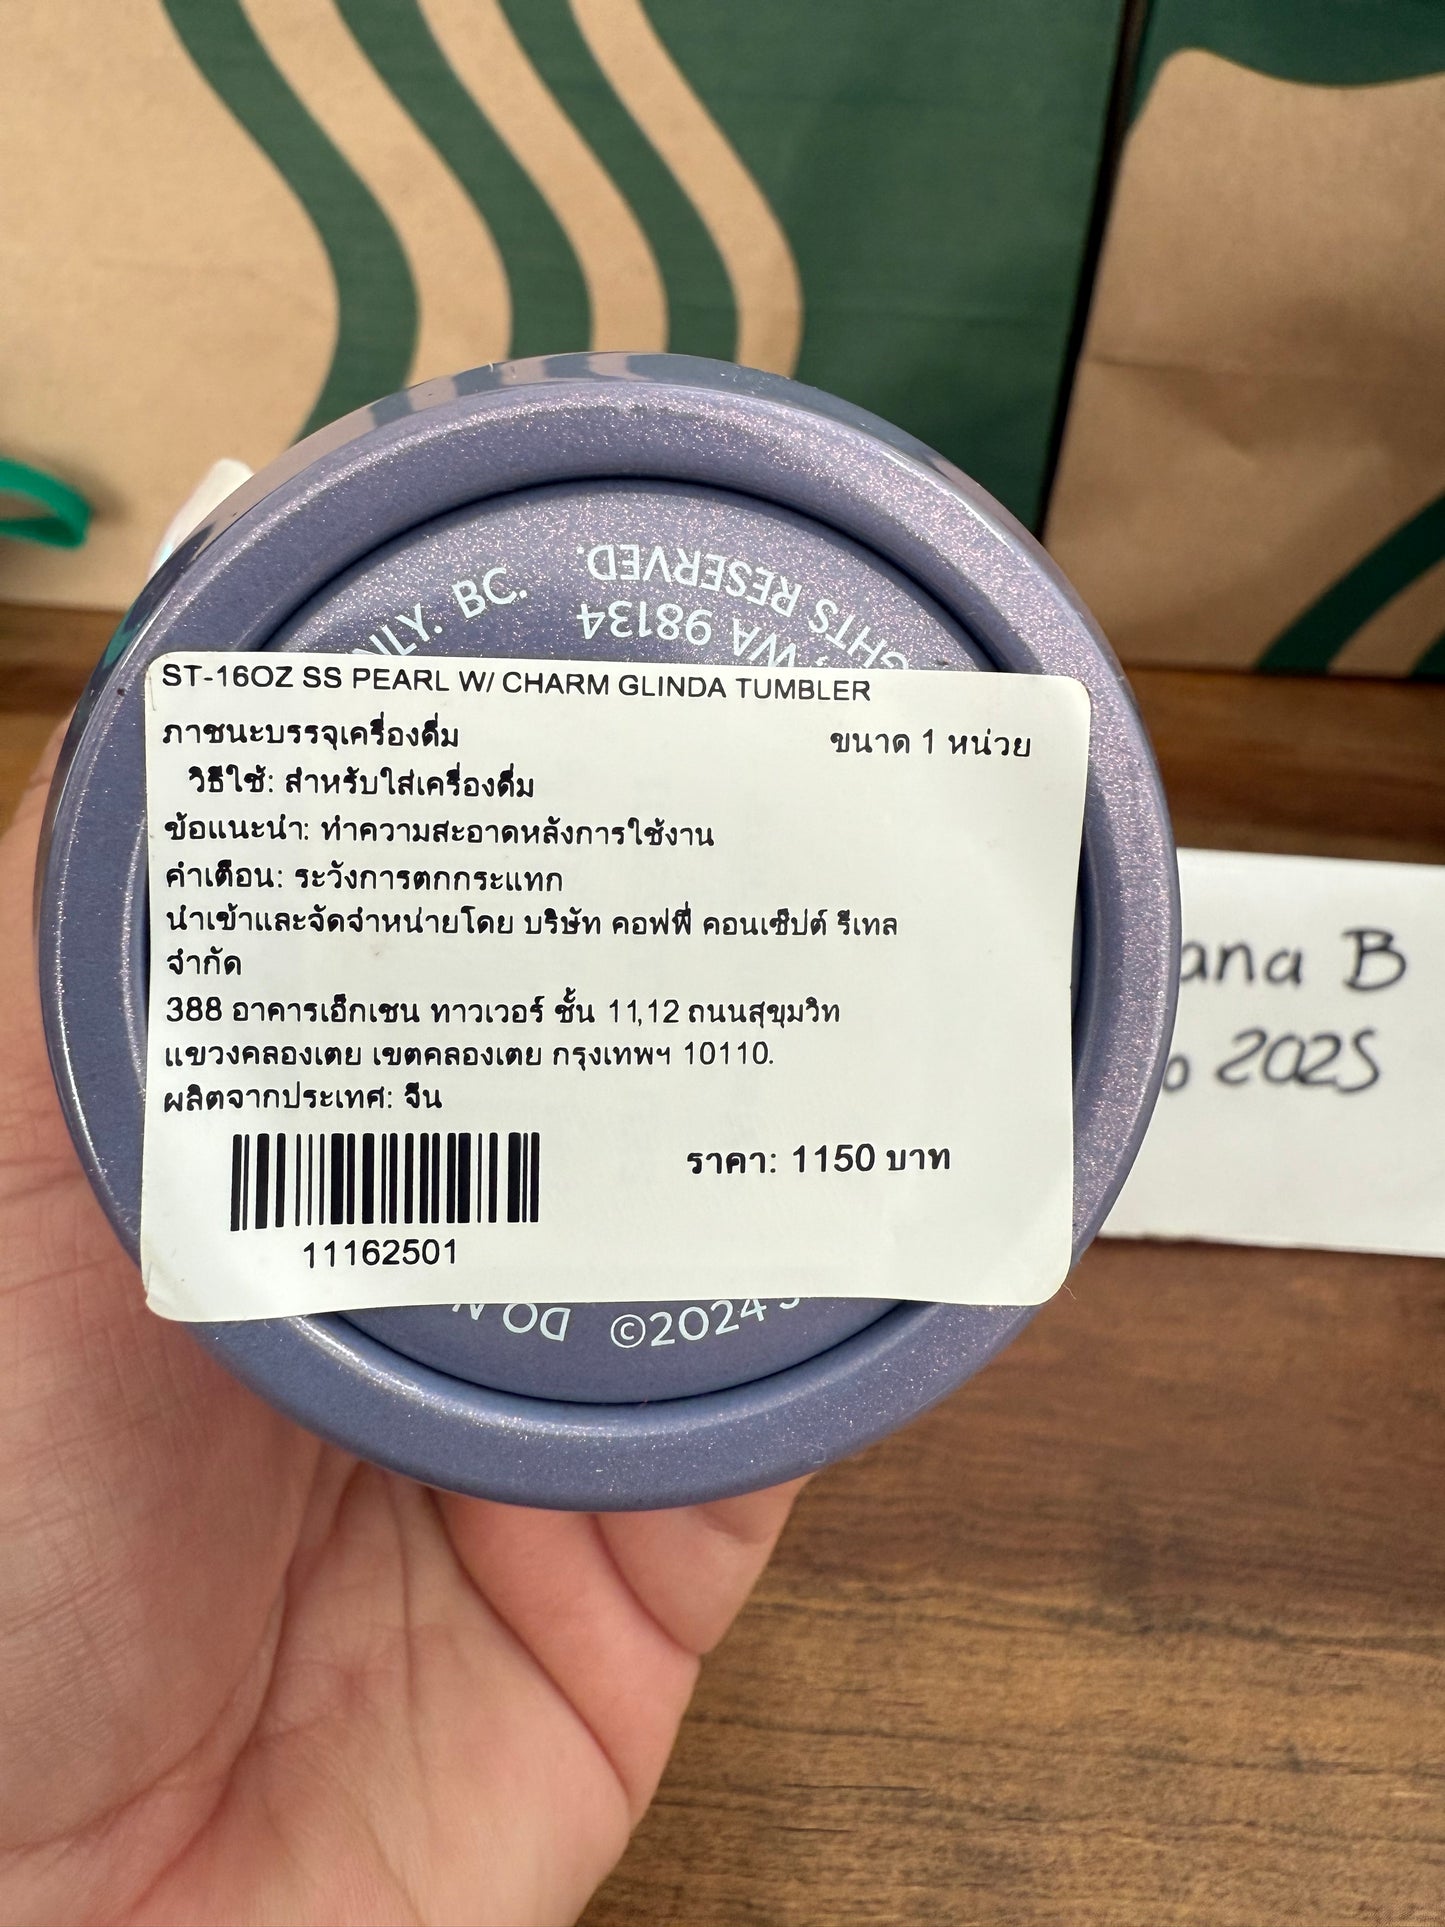 RESERVED.
98134
BC.
ST-16OZ SS PEARL W/ CHARM GLINDA TUMBLER
ภาชนะบรรจุเครื่องดื่ม ขนาด 1 หน่วย
วิธีใช้: สำหรับใส่เครื่องดื่ม
ข้อแนะนำ: ทำความสะอาดหลังการใช้งาน
คำเตือน: ระวังการตกกระแทก
นำเข้าและจัดจำหน่ายโดย บริษัท คอฟฟี่ คอนเซ็ปต์ รีเทล
จำกัด
388 อาคารเอ็กเชน ทาวเวอร์ ชั้น 11,12 ถนนสุขุมวิท
แขวงคลองเตย เขตคลองเตย กรุงเทพฯ 10110.
ผลิตจากประเทศ: จีน
ราคา: 1150 บาท
11162501
DO
©2024
B
2025